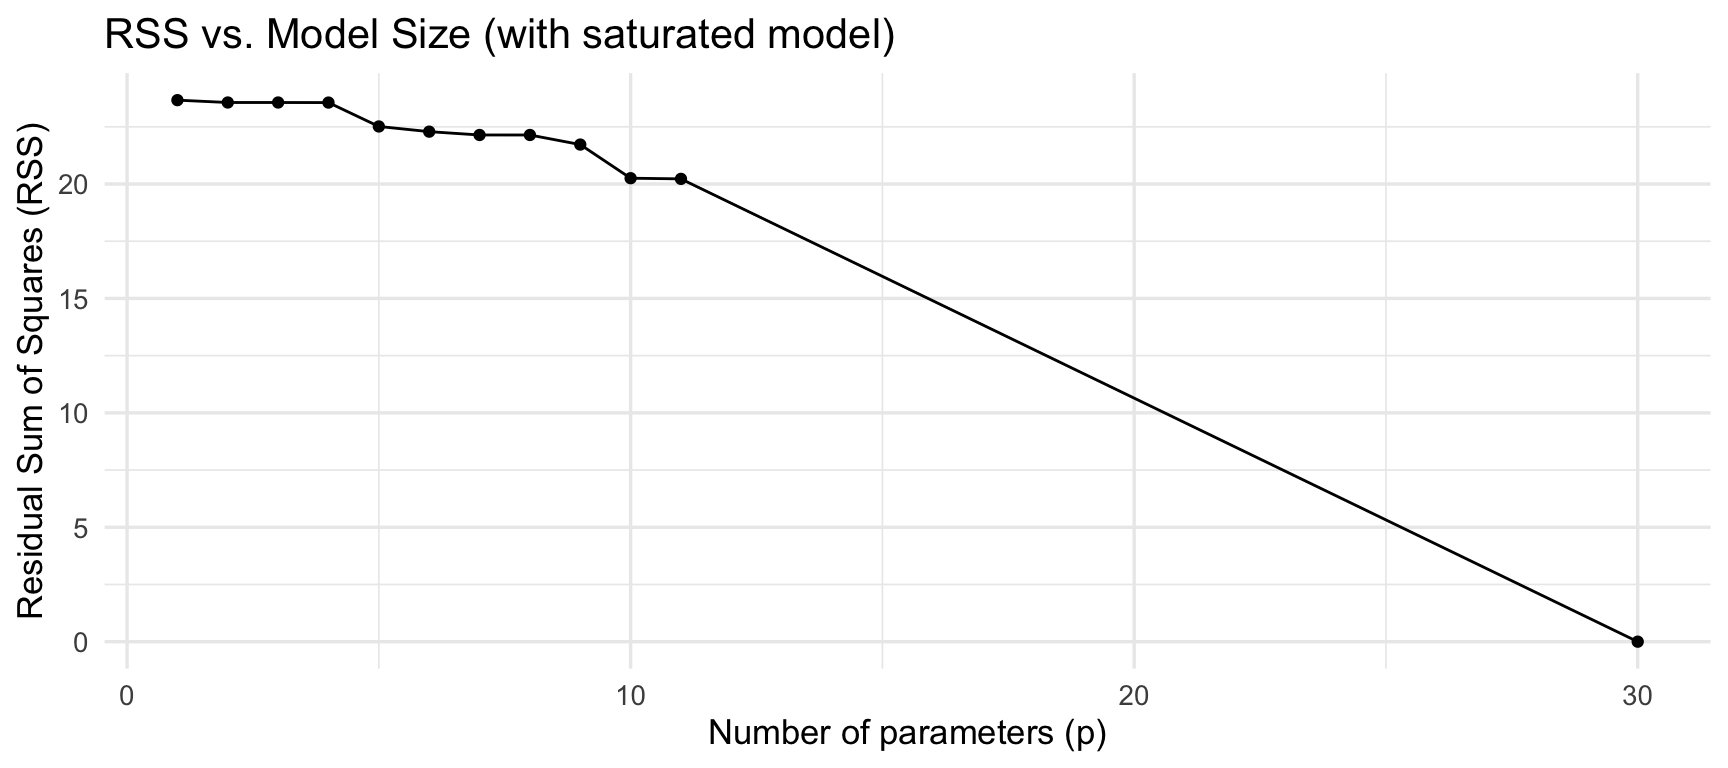 RSS vs. Model Size (with saturated model)
Residual Sum of Squares (RSS)
20
15
10
5
0
0 10 20 30
Number of parameters (p)